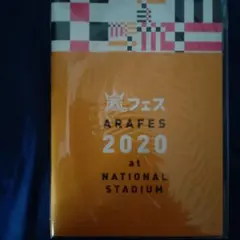 嵐フェス
ARAFES
2020
at
NATIONAL
STADIUM